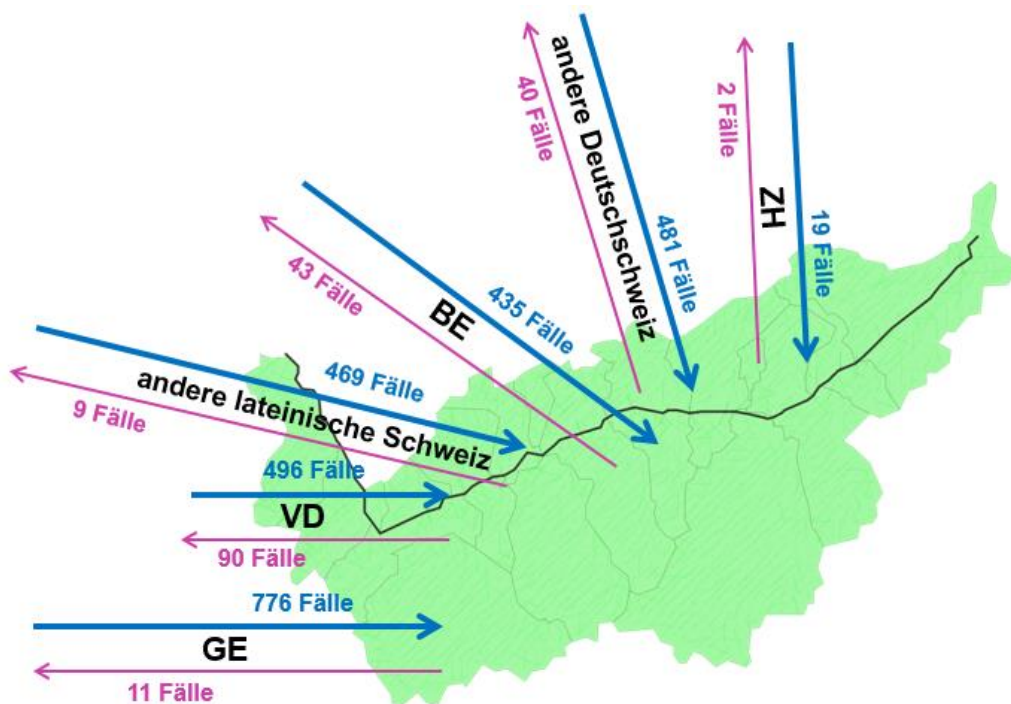 40 Fälle
andere Deutschschweiz
481 Fälle
2 Fälle
ZH
19 Fälle
43 Fälle
BE
435 Fälle
469 Fälle
andere lateinische Schweiz
9 Fälle
496 Fälle
VD
90 Fälle
776 Fälle
GE
11 Fälle